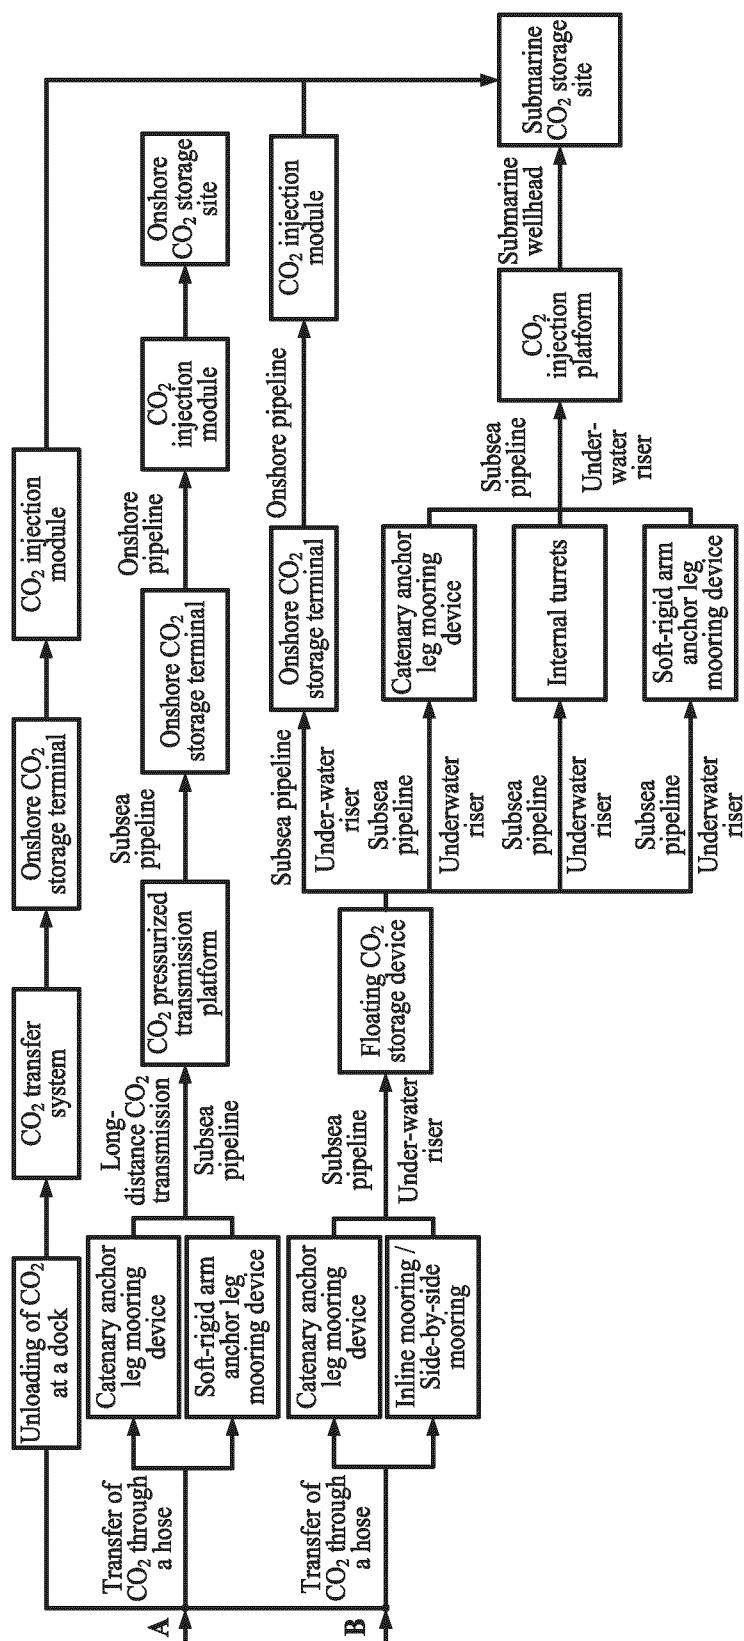 A
B
Unloading of CO2
at a dock
CO2 transfer
system
Onshore CO2
storage terminal
CO2 injection
module
Transfer of
CO2 through
a hose
Catenary anchor
leg mooring
device
Soft-rigid arm
anchor leg
mooring device
Long-
distance CO2
transmission
Subsea
pipeline
CO2 pressurized
transmission
platform
Subsea
pipeline
Onshore CO2
storage terminal
Onshore
pipeline
CO2
injection
module
Onshore
CO2 storage
site
Transfer of
CO2 through
a hose
Catenary anchor
leg mooring
device
Inline mooring /
Side-by-side
mooring
Subsea
pipeline
Under-water
riser
Floating CO2
storage device
Subsea pipeline
Under-water
riser
Onshore CO2
storage terminal
Onshore pipeline
CO2 injection
module
Subsea
pipeline
Underwater
riser
Catenary anchor
leg mooring
device
Subsea
pipeline
Underwater
riser
Internal turrets
Subsea
pipeline
Underwater
riser
Soft-rigid arm
anchor leg
mooring device
Subsea
pipeline
Under-
water
riser
CO2
injection
platform
Submarine
wellhead
Submarine
CO2 storage
site